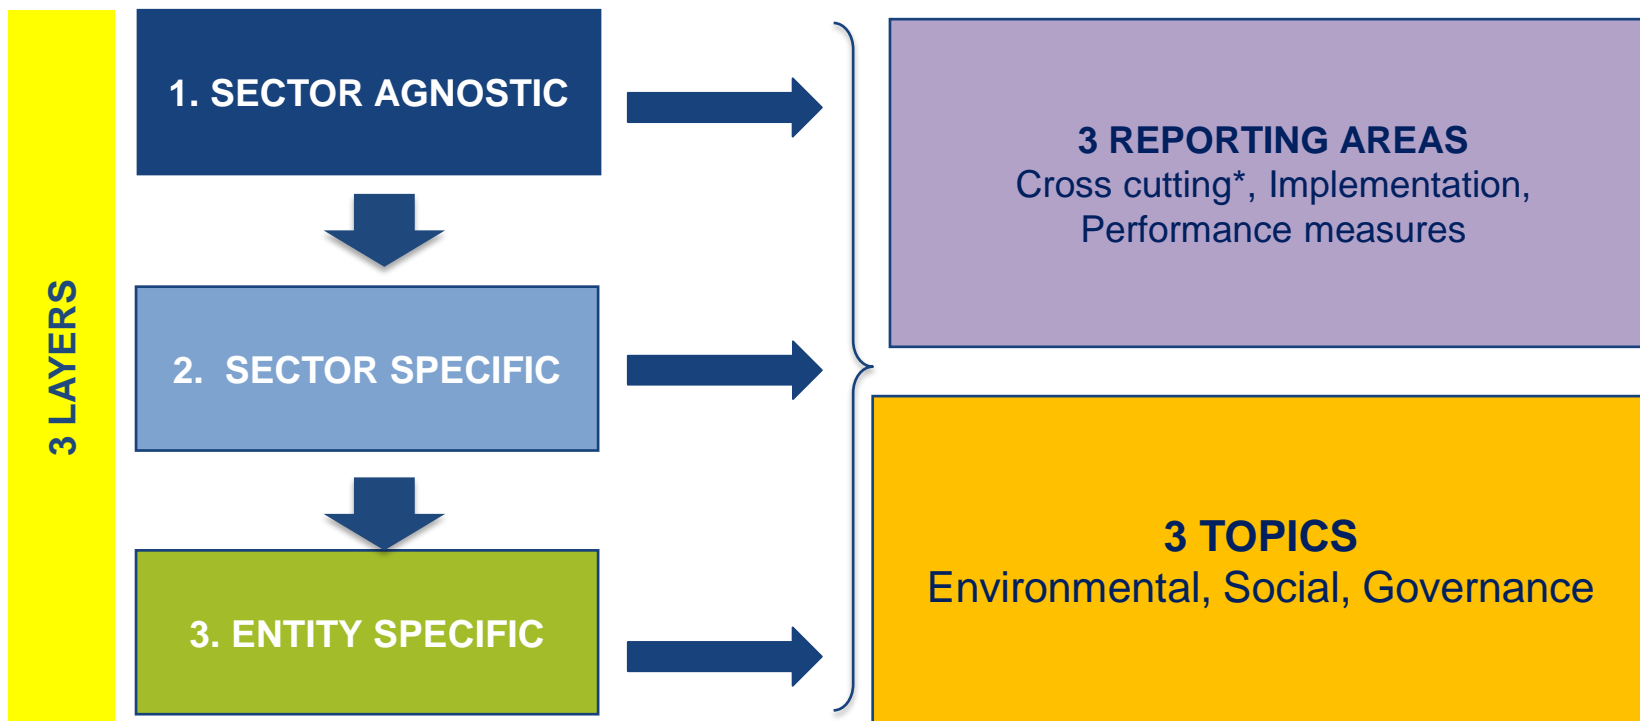 3 LAYERS
1. SECTOR AGNOSTIC
2. SECTOR SPECIFIC
3. ENTITY SPECIFIC
3 REPORTING AREAS
Cross cutting*, Implementation,
Performance measures
3 TOPICS
Environmental, Social, Governance